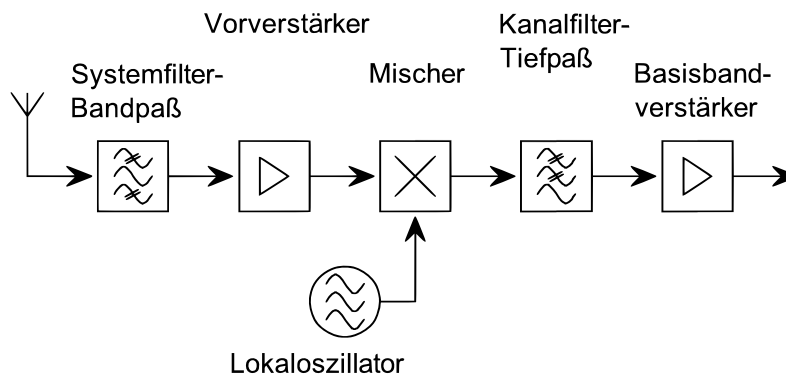 Vorverstärker
Kanalfilter-
Tiefpaß
Systemfilter-
Bandpaß
Mischer
Basisband-
verstärker
Lokaloszillator